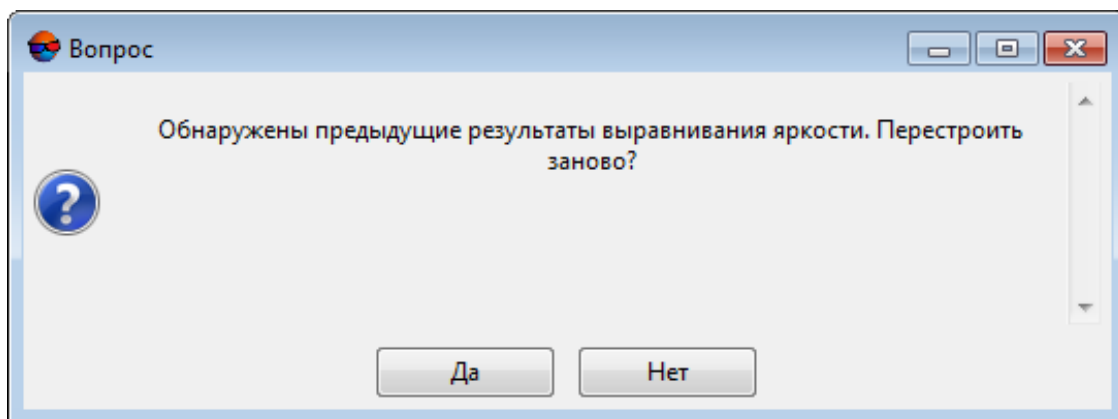 Вопрос
Обнаружены предыдущие результаты выравнивания яркости. Перестроить
заново?
Да
Нет